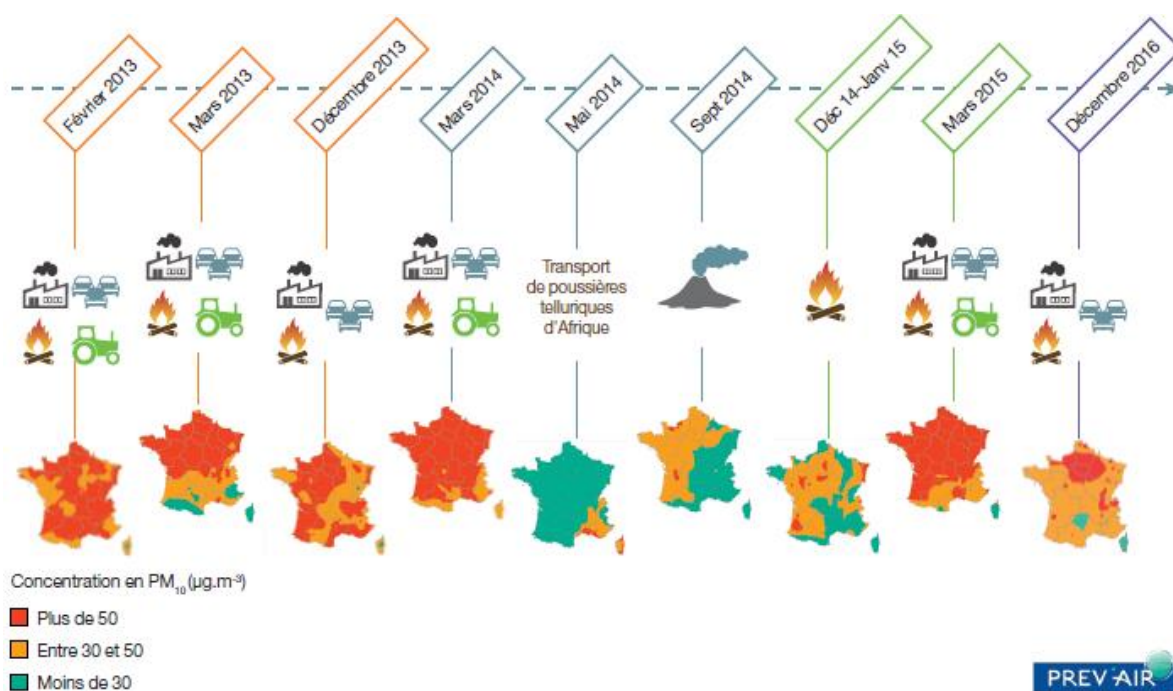 Février 2013
Mars 2013
Décembre 2013
Mars 2014
Mai 2014
Sept 2014
Déc 14-Janv 15
Mars 2015
Décembre 2016
Transport
de poussières
telluriques
d'Afrique
Concentration en PM₁₀ (µg.m⁻³)
Plus de 50
Entre 30 et 50
Moins de 30
PREV'AIR